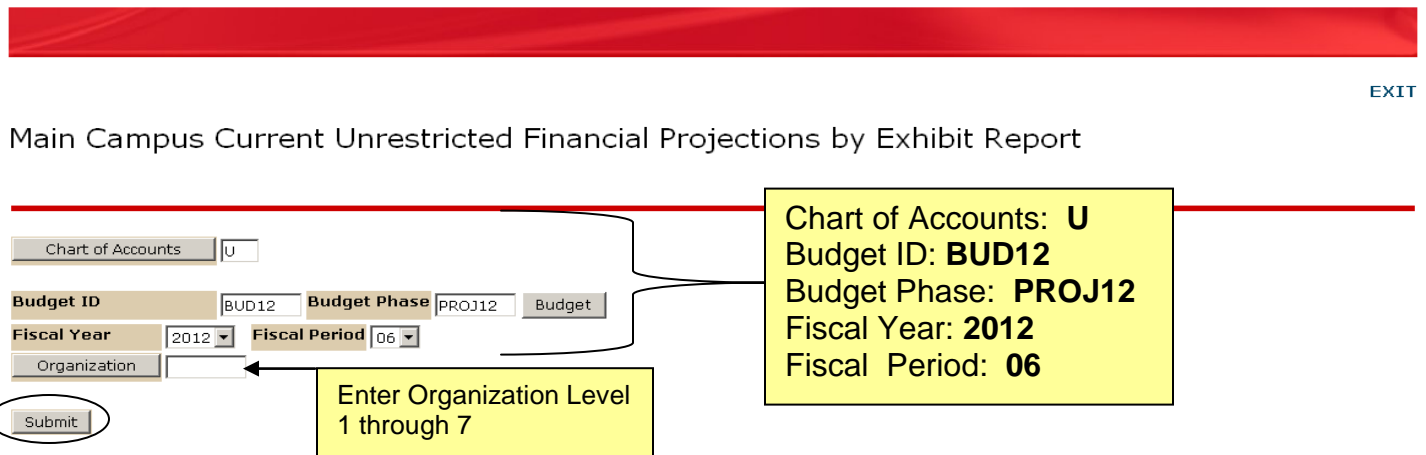 EXIT
Main Campus Current Unrestricted Financial Projections by Exhibit Report
Chart of Accounts U
Budget ID BUD12 Budget Phase PROJ12 Budget
Fiscal Year 2012 Fiscal Period 06
Organization
Submit
Enter Organization Level
1 through 7
Chart of Accounts: U
Budget ID: BUD12
Budget Phase: PROJ12
Fiscal Year: 2012
Fiscal Period: 06